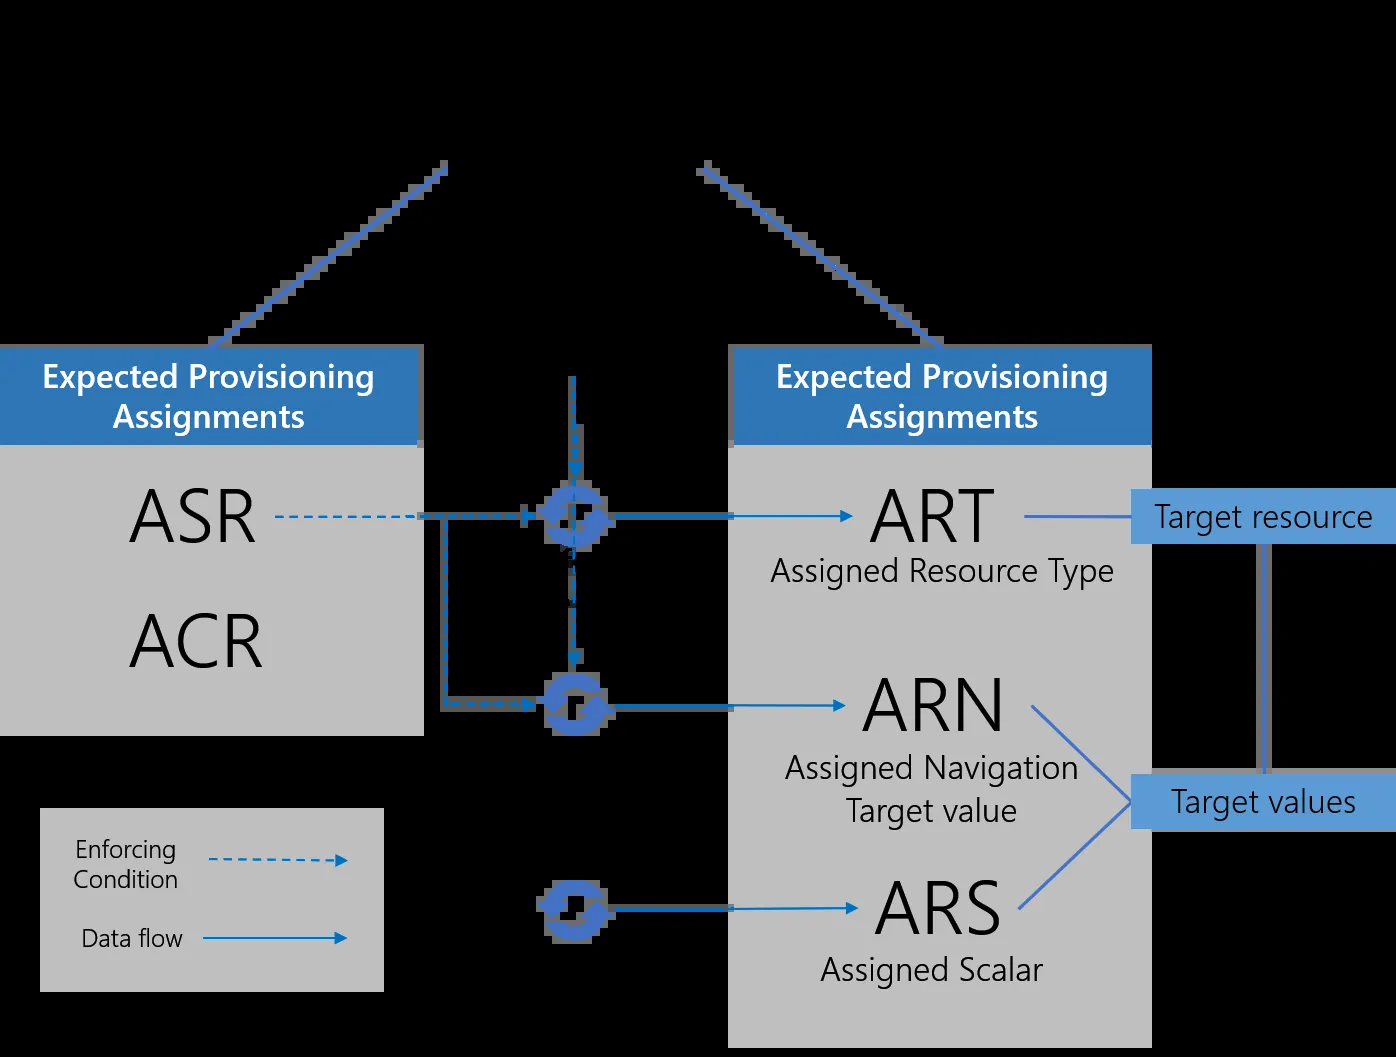 Expected Provisioning
Assignments
ASR
ACR
Enforcing
Condition
Data flow
Expected Provisioning
Assignments
ART
Assigned Resource Type
ARN
Assigned Navigation
Target value
ARS
Assigned Scalar
Target resource
Target values